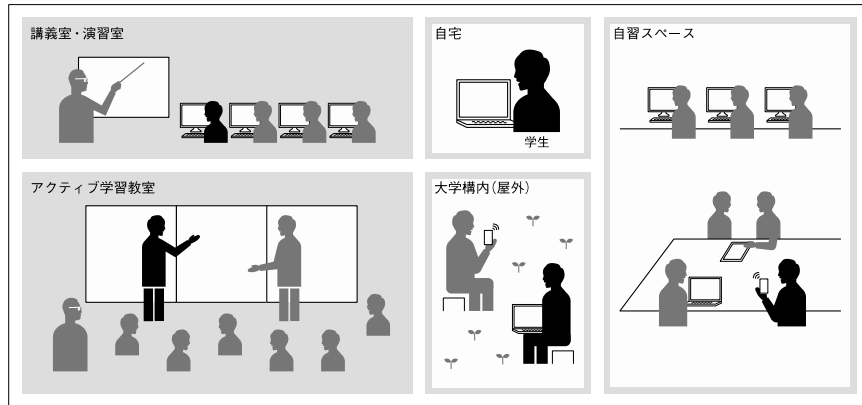 講義室・演習室
自宅
学生
自習スペース
アクティブ学習教室
大学構内（屋外）